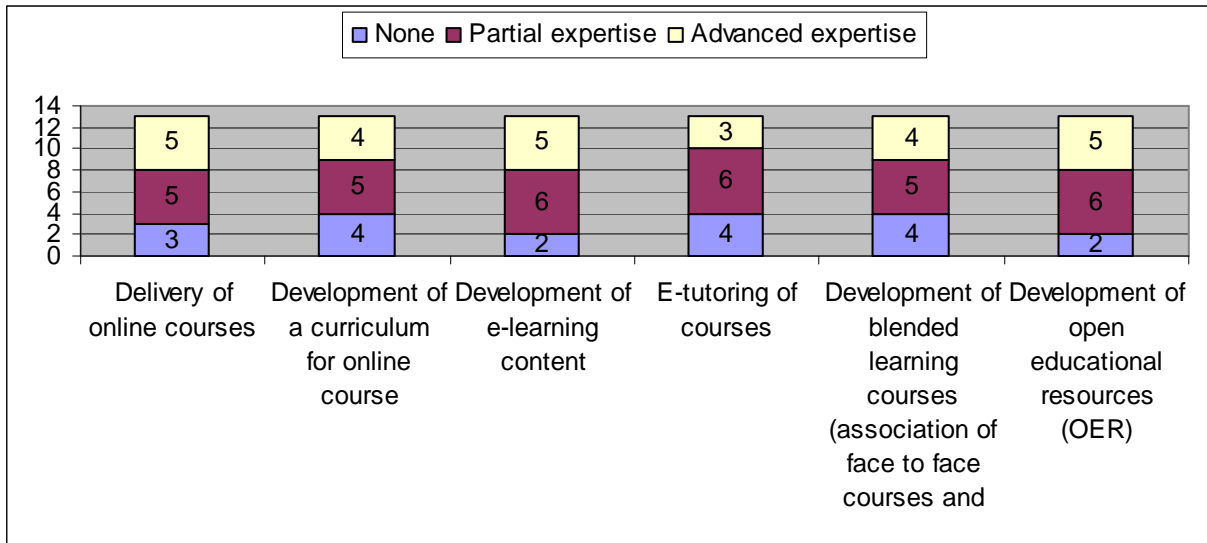 None Partial expertise Advanced expertise
14
12
10
8
6
4
2
0
5 4 5 3 4 5
5 5 6 6 5 6
3 4 2 4 4 2
Delivery of
online courses
Development of
a curriculum
for online
course
Development of
e-learning
content
E-tutoring of
courses
Development of
blended
learning
courses
(association of
face to face
courses and
Development of
open
educational
resources
(OER)